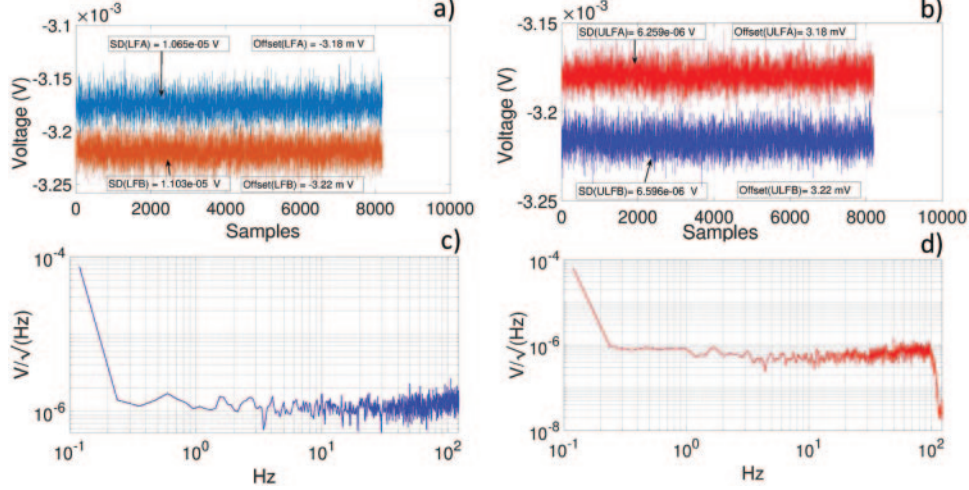 a)
×10⁻³
-3.1
-3.15
-3.2
-3.25
Voltage (V)
SD(LFA) = 1.065e-05 V
Offset(LFA) = -3.18 m V
SD(LFB) = 1.103e-05 V
Offset(LFB) = -3.22 m V
0 2000 4000 6000 8000 10000
Samples
b)
×10⁻³
-3.15
-3.2
-3.25
Voltage (V)
SD(ULFA) = 6.259e-06 V
Offset(ULFA) = 3.18 mV
SD(ULFB) = 6.596e-06 V
Offset(ULFB) = 3.22 mV
0 2000 4000 6000 8000 10000
Samples
c)
10⁻⁴
10⁻⁶
V/√(Hz)
10⁻¹ 10⁰ 10¹ 10²
Hz
d)
10⁻⁴
10⁻⁶
10⁻⁸
V/√(Hz)
10⁻¹ 10⁰ 10¹ 10²
Hz